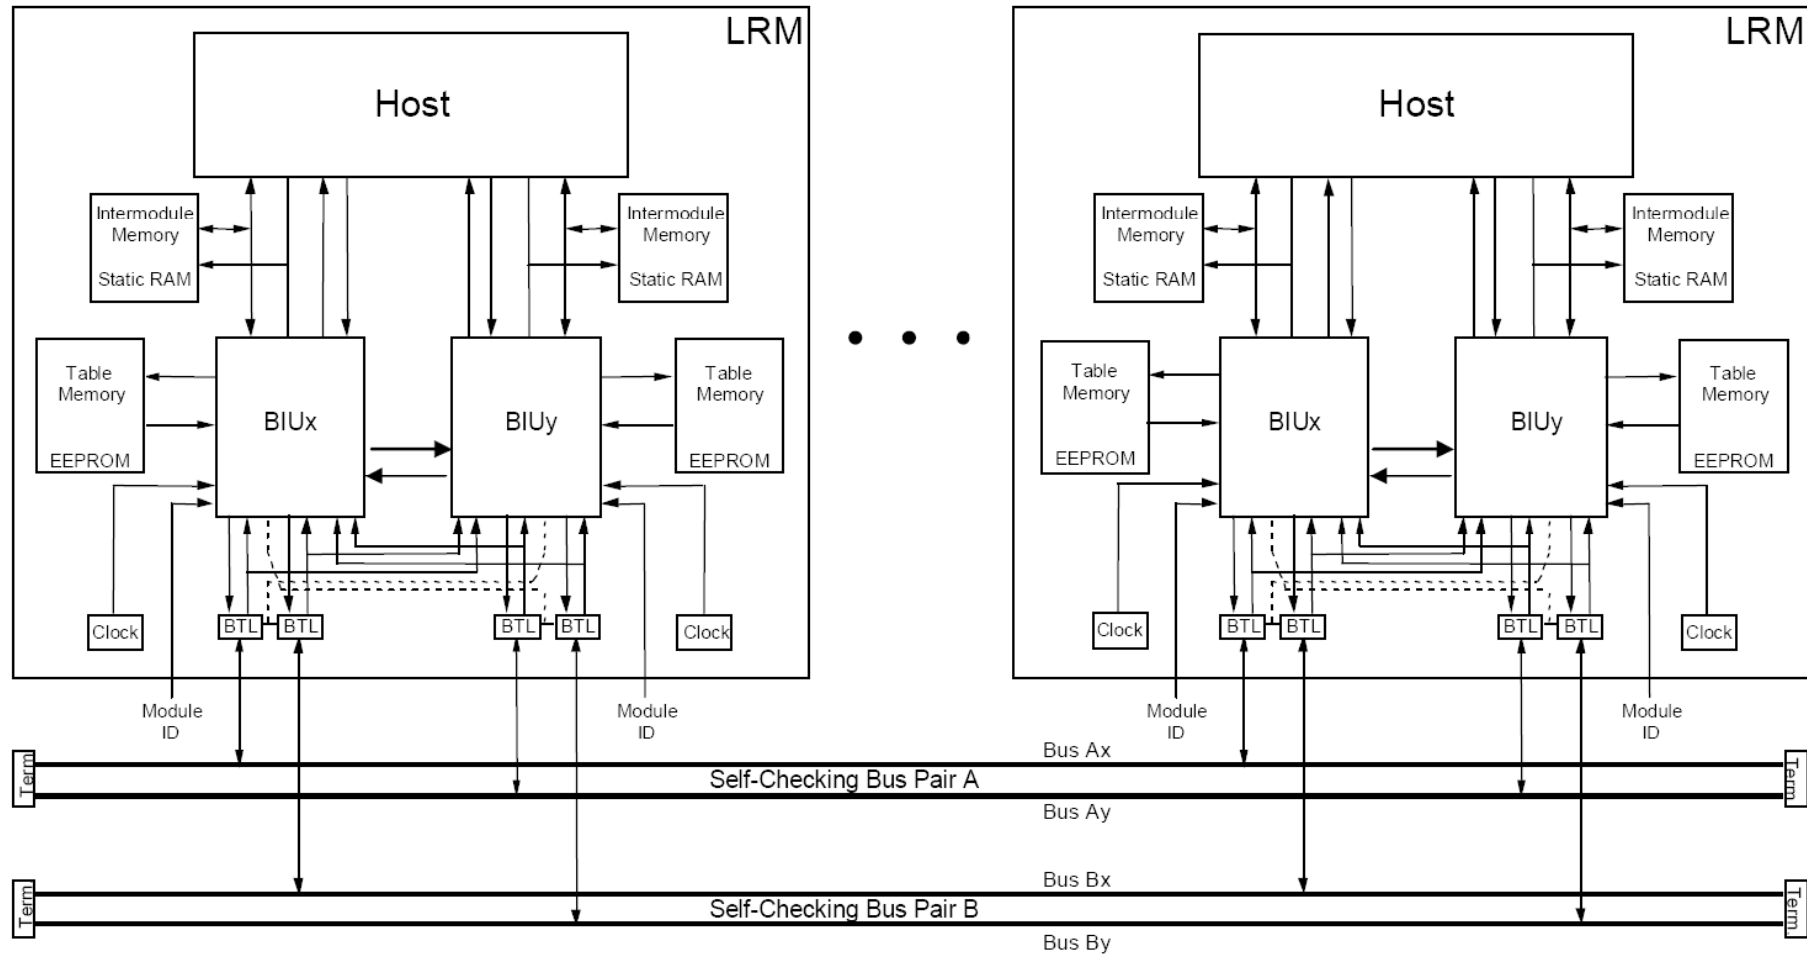 LRM
LRM
Host
Host
Intermodule
Memory
Static RAM
Intermodule
Memory
Static RAM
Intermodule
Memory
Static RAM
Intermodule
Memory
Static RAM
Table
Memory
EEPROM
BIUx
BIUy
Table
Memory
EEPROM
Table
Memory
EEPROM
BIUx
BIUy
Table
Memory
EEPROM
Clock
BTL
BTL
BTL
BTL
Clock
Clock
BTL
BTL
BTL
BTL
Clock
Module
ID
Module
ID
Module
ID
Module
ID
Bus Ax
Term
Self-Checking Bus Pair A
Term.
Bus Ay
Bus Bx
Term
Self-Checking Bus Pair B
Term.
Bus By